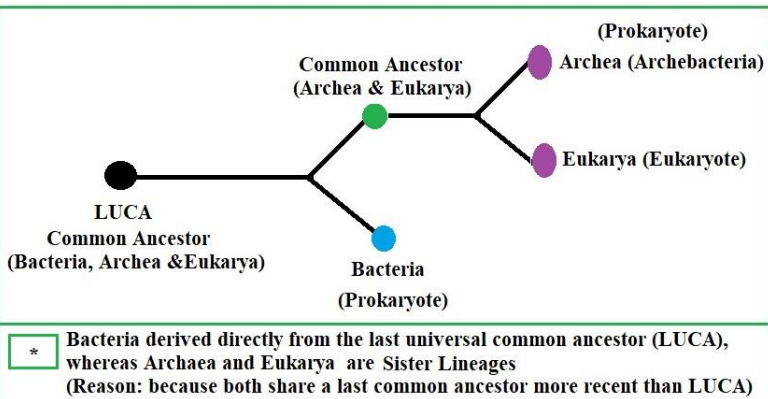 (Prokaryote)
Common Ancestor
(Archea & Eukarya)
Archea (Archebacteria)
Eukarya (Eukaryote)
LUCA
Common Ancestor
(Bacteria, Archea &Eukarya)
Bacteria
(Prokaryote)
* Bacteria derived directly from the last universal common ancestor (LUCA),
whereas Archaea and Eukarya are Sister Lineages
(Reason: because both share a last common ancestor more recent than LUCA)